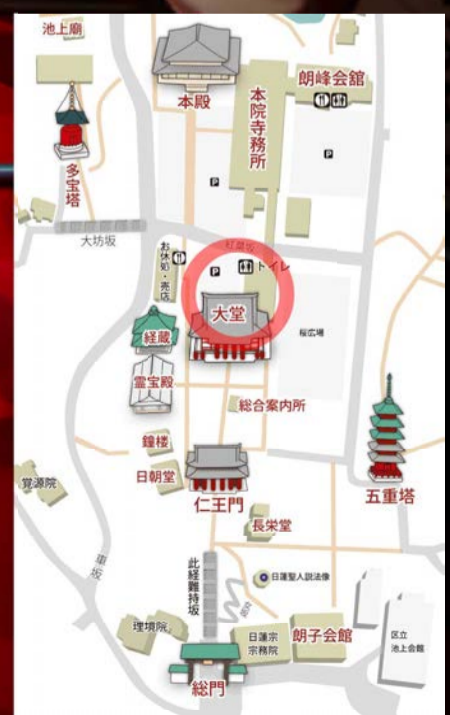 池上廟
本殿
本院寺務所
朗峰会館
P
P
多宝塔
大坊坂
紅葉坂
お休処・売店
P
トイレ
大堂
経蔵
桜広場
霊宝殿
総合案内所
鐘楼
日朝堂
仁王門
五重塔
覚源院
長栄堂
車坂
此経難持坂
日蓮聖人説法像
女坂
理境院
日蓮宗
宗務院
朗子会館
区立
池上会館
総門